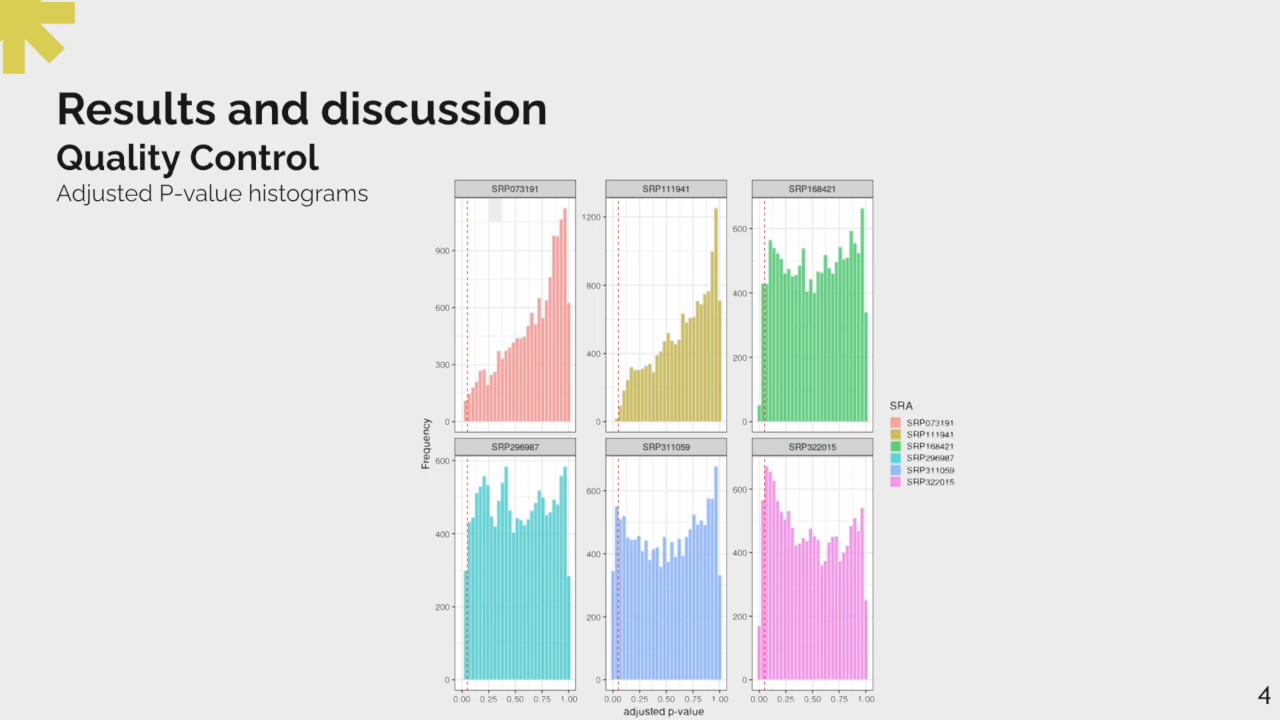 Results and discussion
Quality Control
Adjusted P-value histograms
SRP073191
SRP111941
SRP168421
900
600
300
0
1200
800
400
0
600
400
200
0
Frequency
SRP296987
SRP311059
SRP322015
600
400
200
0
600
400
200
0
600
400
200
0
0.00 0.25 0.50 0.75 1.00
0.00 0.25 0.50 0.75 1.00
0.00 0.25 0.50 0.75 1.00
adjusted p-value
SRA
SRP073191
SRP111941
SRP168421
SRP296987
SRP311059
SRP322015
4